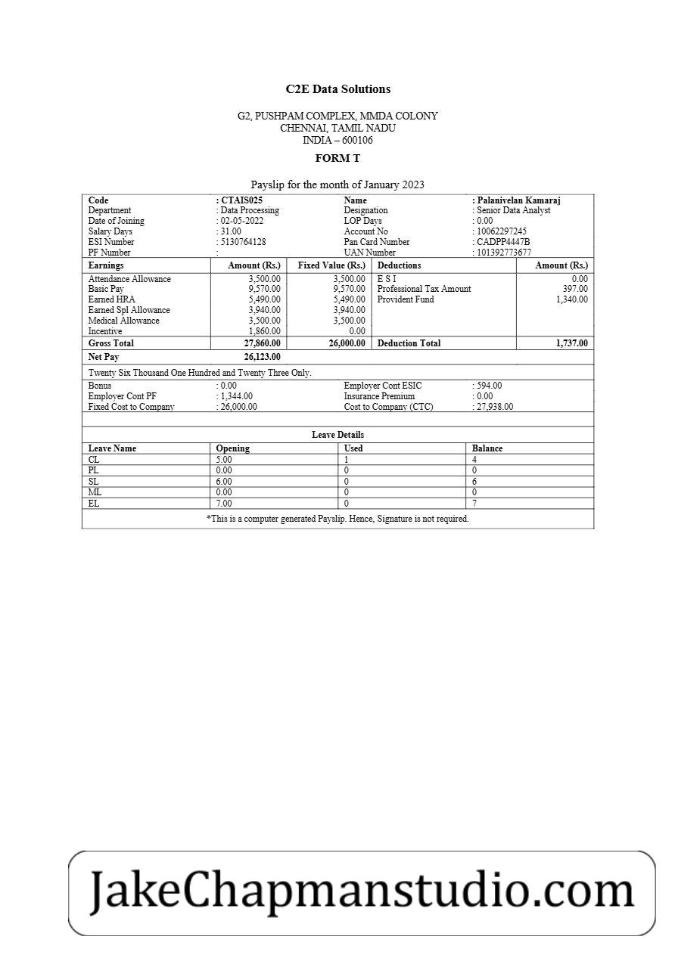 C2E Data Solutions
G2, PUSHPAM COMPLEX, MMDA COLONY
CHENNAI, TAMIL NADU
INDIA – 600106
FORM T
Payslip for the month of January 2023
Code : CTAIS025 Name : Palanivelan Kamaraj
Department : Data Processing Designation : Senior Data Analyst
Date of Joining : 02-05-2022 LOP Days : 0.00
Salary Days : 31.00 Account No : 10062297245
ESI Number : 5130764128 Pan Card Number : CADPP4447B
PF Number : UAN Number : 101392773677
Earnings Amount (Rs.) Fixed Value (Rs.) Deductions Amount (Rs.)
Attendance Allowance 3,500.00 3,500.00 E S I 0.00
Basic Pay 9,570.00 9,570.00 Professional Tax Amount 397.00
Earned HRA 5,490.00 5,490.00 Provident Fund 1,340.00
Earned Spl Allowance 3,940.00 3,940.00
Medical Allowance 3,500.00 3,500.00
Incentive 1,860.00 0.00
Gross Total 27,860.00 26,000.00 Deduction Total 1,737.00
Net Pay 26,123.00
Twenty Six Thousand One Hundred and Twenty Three Only.
Bonus : 0.00 Employer Cont ESIC : 594.00
Employer Cont PF : 1,344.00 Insurance Premium : 0.00
Fixed Cost to Company : 26,000.00 Cost to Company (CTC) : 27,938.00
Leave Details
Leave Name Opening Used Balance
CL 5.00 1 4
PL 0.00 0 0
SL 6.00 0 6
ML 0.00 0 0
EL 7.00 0 7
*This is a computer generated Payslip. Hence, Signature is not required.
JakeChapmanstudio.com